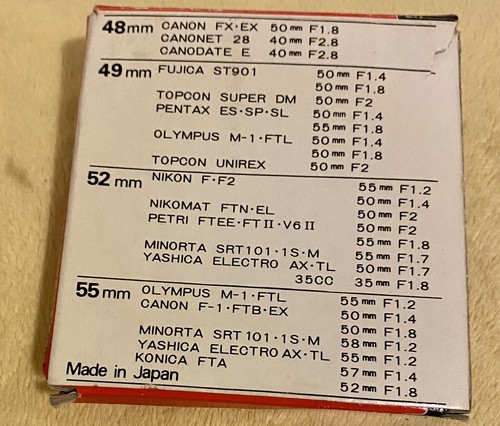 48mm CANON FX·EX 50mm F1.8
CANONET 28 40mm F2.8
CANODATE E 40mm F2.8
49mm FUJICA ST901 50mm F1.4
50mm F1.8
TOPCON SUPER DM 50mm F2
PENTAX ES·SP·SL 50mm F1.4
55mm F1.8
OLYMPUS M-1·FTL 50mm F1.4
50mm F1.8
TOPCON UNIREX 50mm F2
52mm NIKON F·F2 55mm F1.2
50mm F1.4
NIKOMAT FTN·EL 50mm F2
PETRI FTEE·FTII·V6II 50mm F2
55mm F1.8
MINORTA SRT101·1S·M 55mm F1.7
YASHICA ELECTRO AX·TL 50mm F1.7
35CC 35mm F1.8
55mm OLYMPUS M-1·FTL 55mm F1.2
CANON F-1·FTB·EX 50mm F1.4
50mm F1.8
MINORTA SRT101·1S·M 58mm F1.2
YASHICA ELECTRO AX·TL 55mm F1.2
KONICA FTA 57mm F1.4
52mm F1.8
Made in Japan